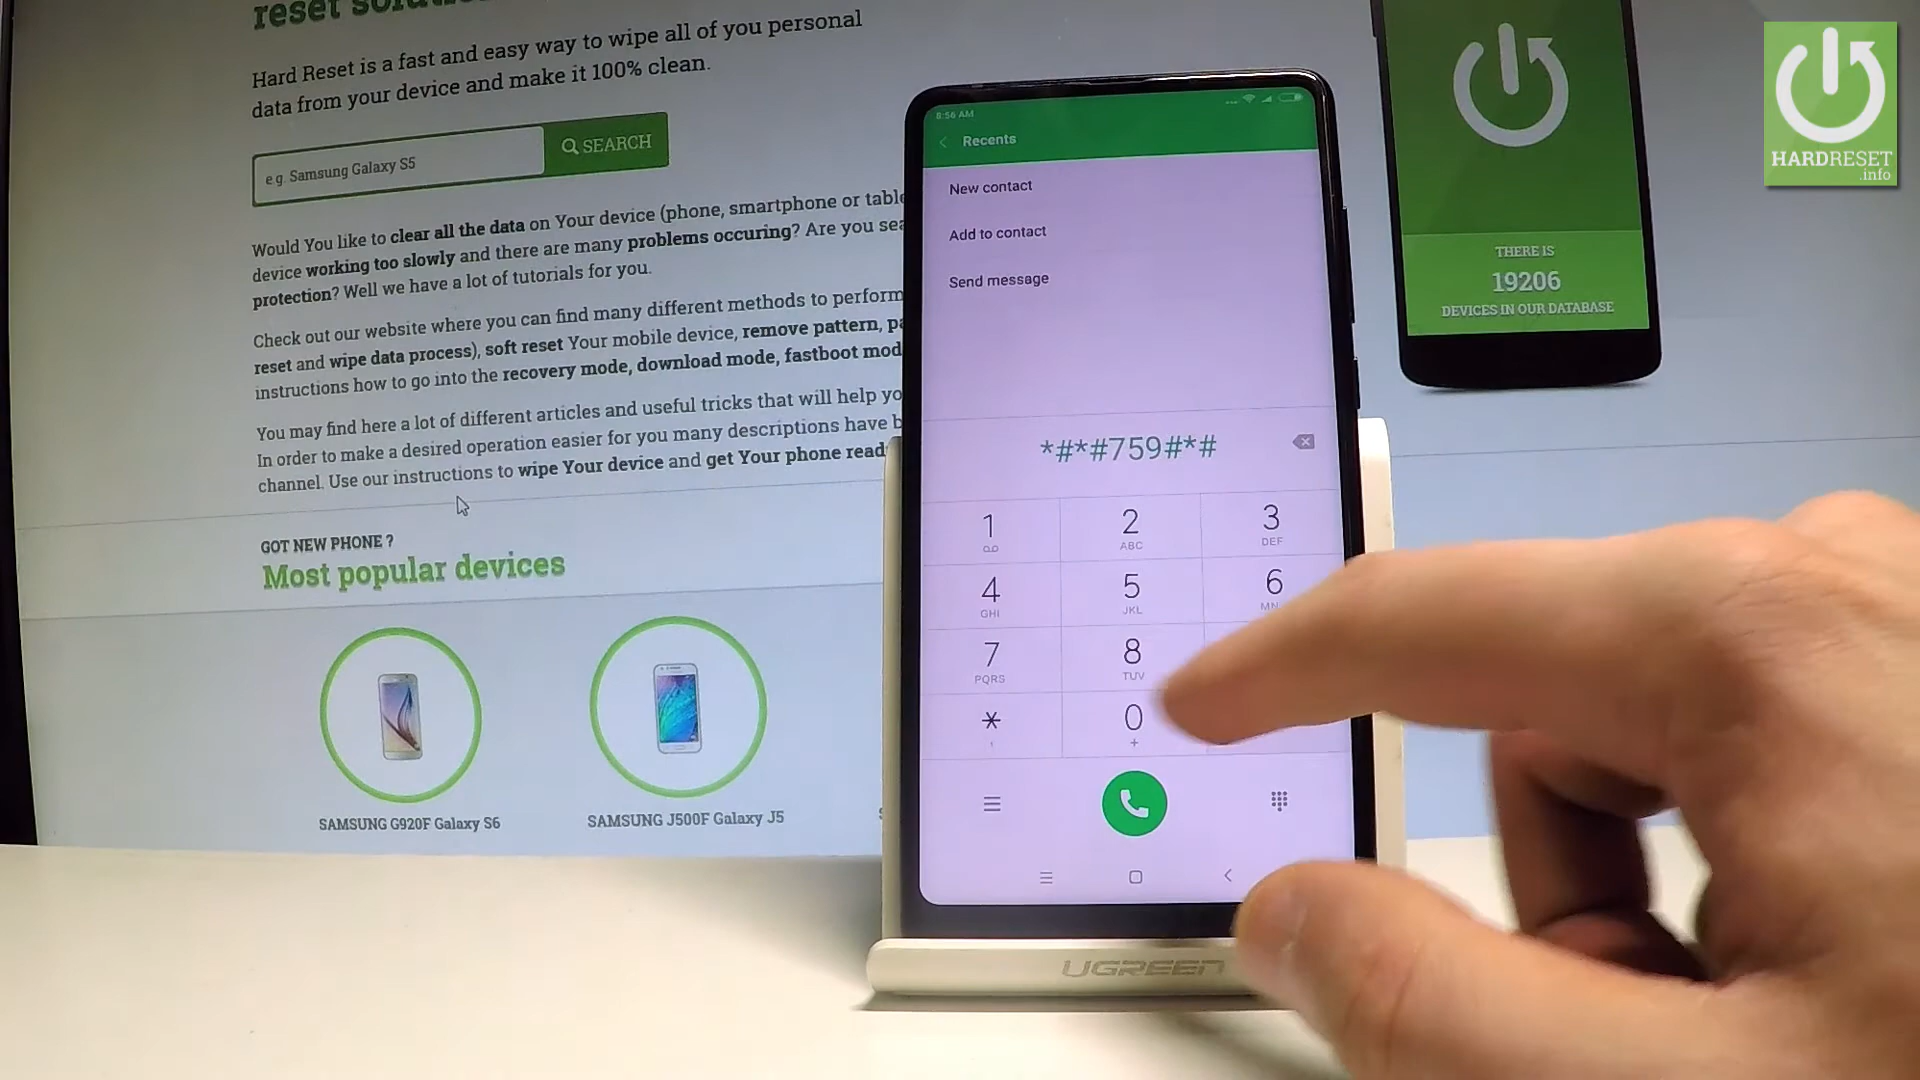 reset
Hard Reset is a fast and easy way to wipe all of you personal
data from your device and make it 100% clean.
e.g. Samsung Galaxy S5
SEARCH
Would You like to clear all the data on Your device (phone, smartphone or
device working too slowly and there are many problems occuring? Are you
protection? Well we have a lot of tutorials for you.
Check out our website where you can find many different methods to perform
reset and wipe data process), soft reset Your mobile device, remove pattern,
instructions how to go into the recovery mode, download mode, fastboot
You may find here a lot of different articles and useful tricks that will help
In order to make a desired operation easier for you many descriptions have
channel. Use our instructions to wipe Your device and get Your phone
GOT NEW PHONE ?
Most popular devices
SAMSUNG G920F Galaxy S6
SAMSUNG J500F Galaxy J5
8:56 AM
Recents
New contact
Add to contact
Send message
*#*#759#*#
1
2
ABC
3
DEF
4
GHI
5
JKL
6
7
PQRS
8
TUV
*
,
0
+
UGREEN
THERE IS
19206
DEVICES IN OUR DATABASE
HARDRESET
.info